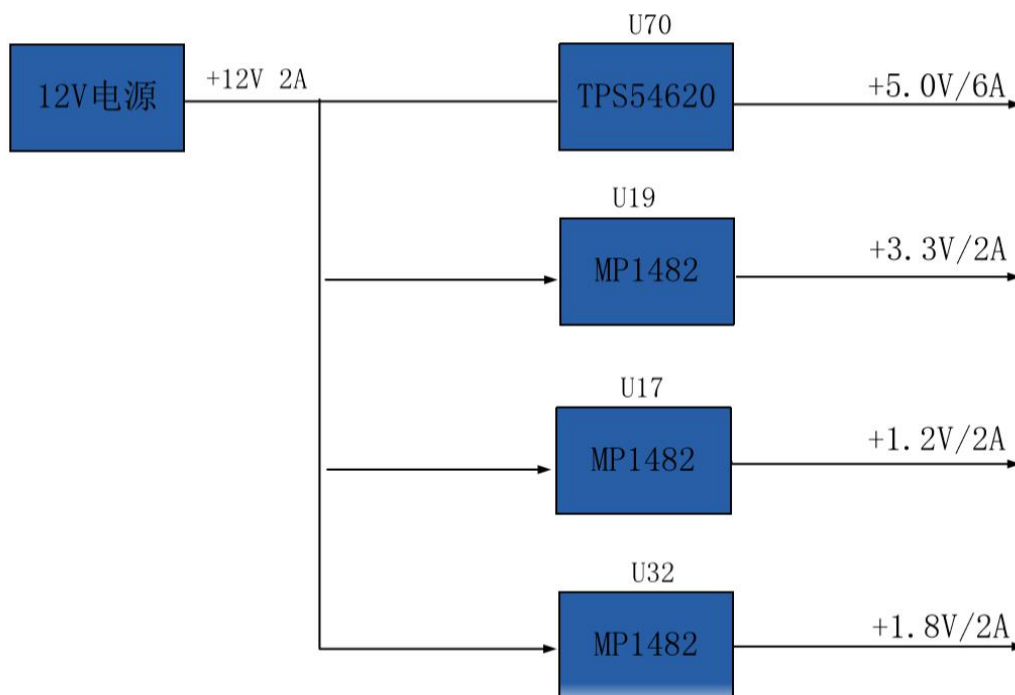 12V电源
+12V 2A
U70
TPS54620
+5.0V/6A
U19
MP1482
+3.3V/2A
U17
MP1482
+1.2V/2A
U32
MP1482
+1.8V/2A